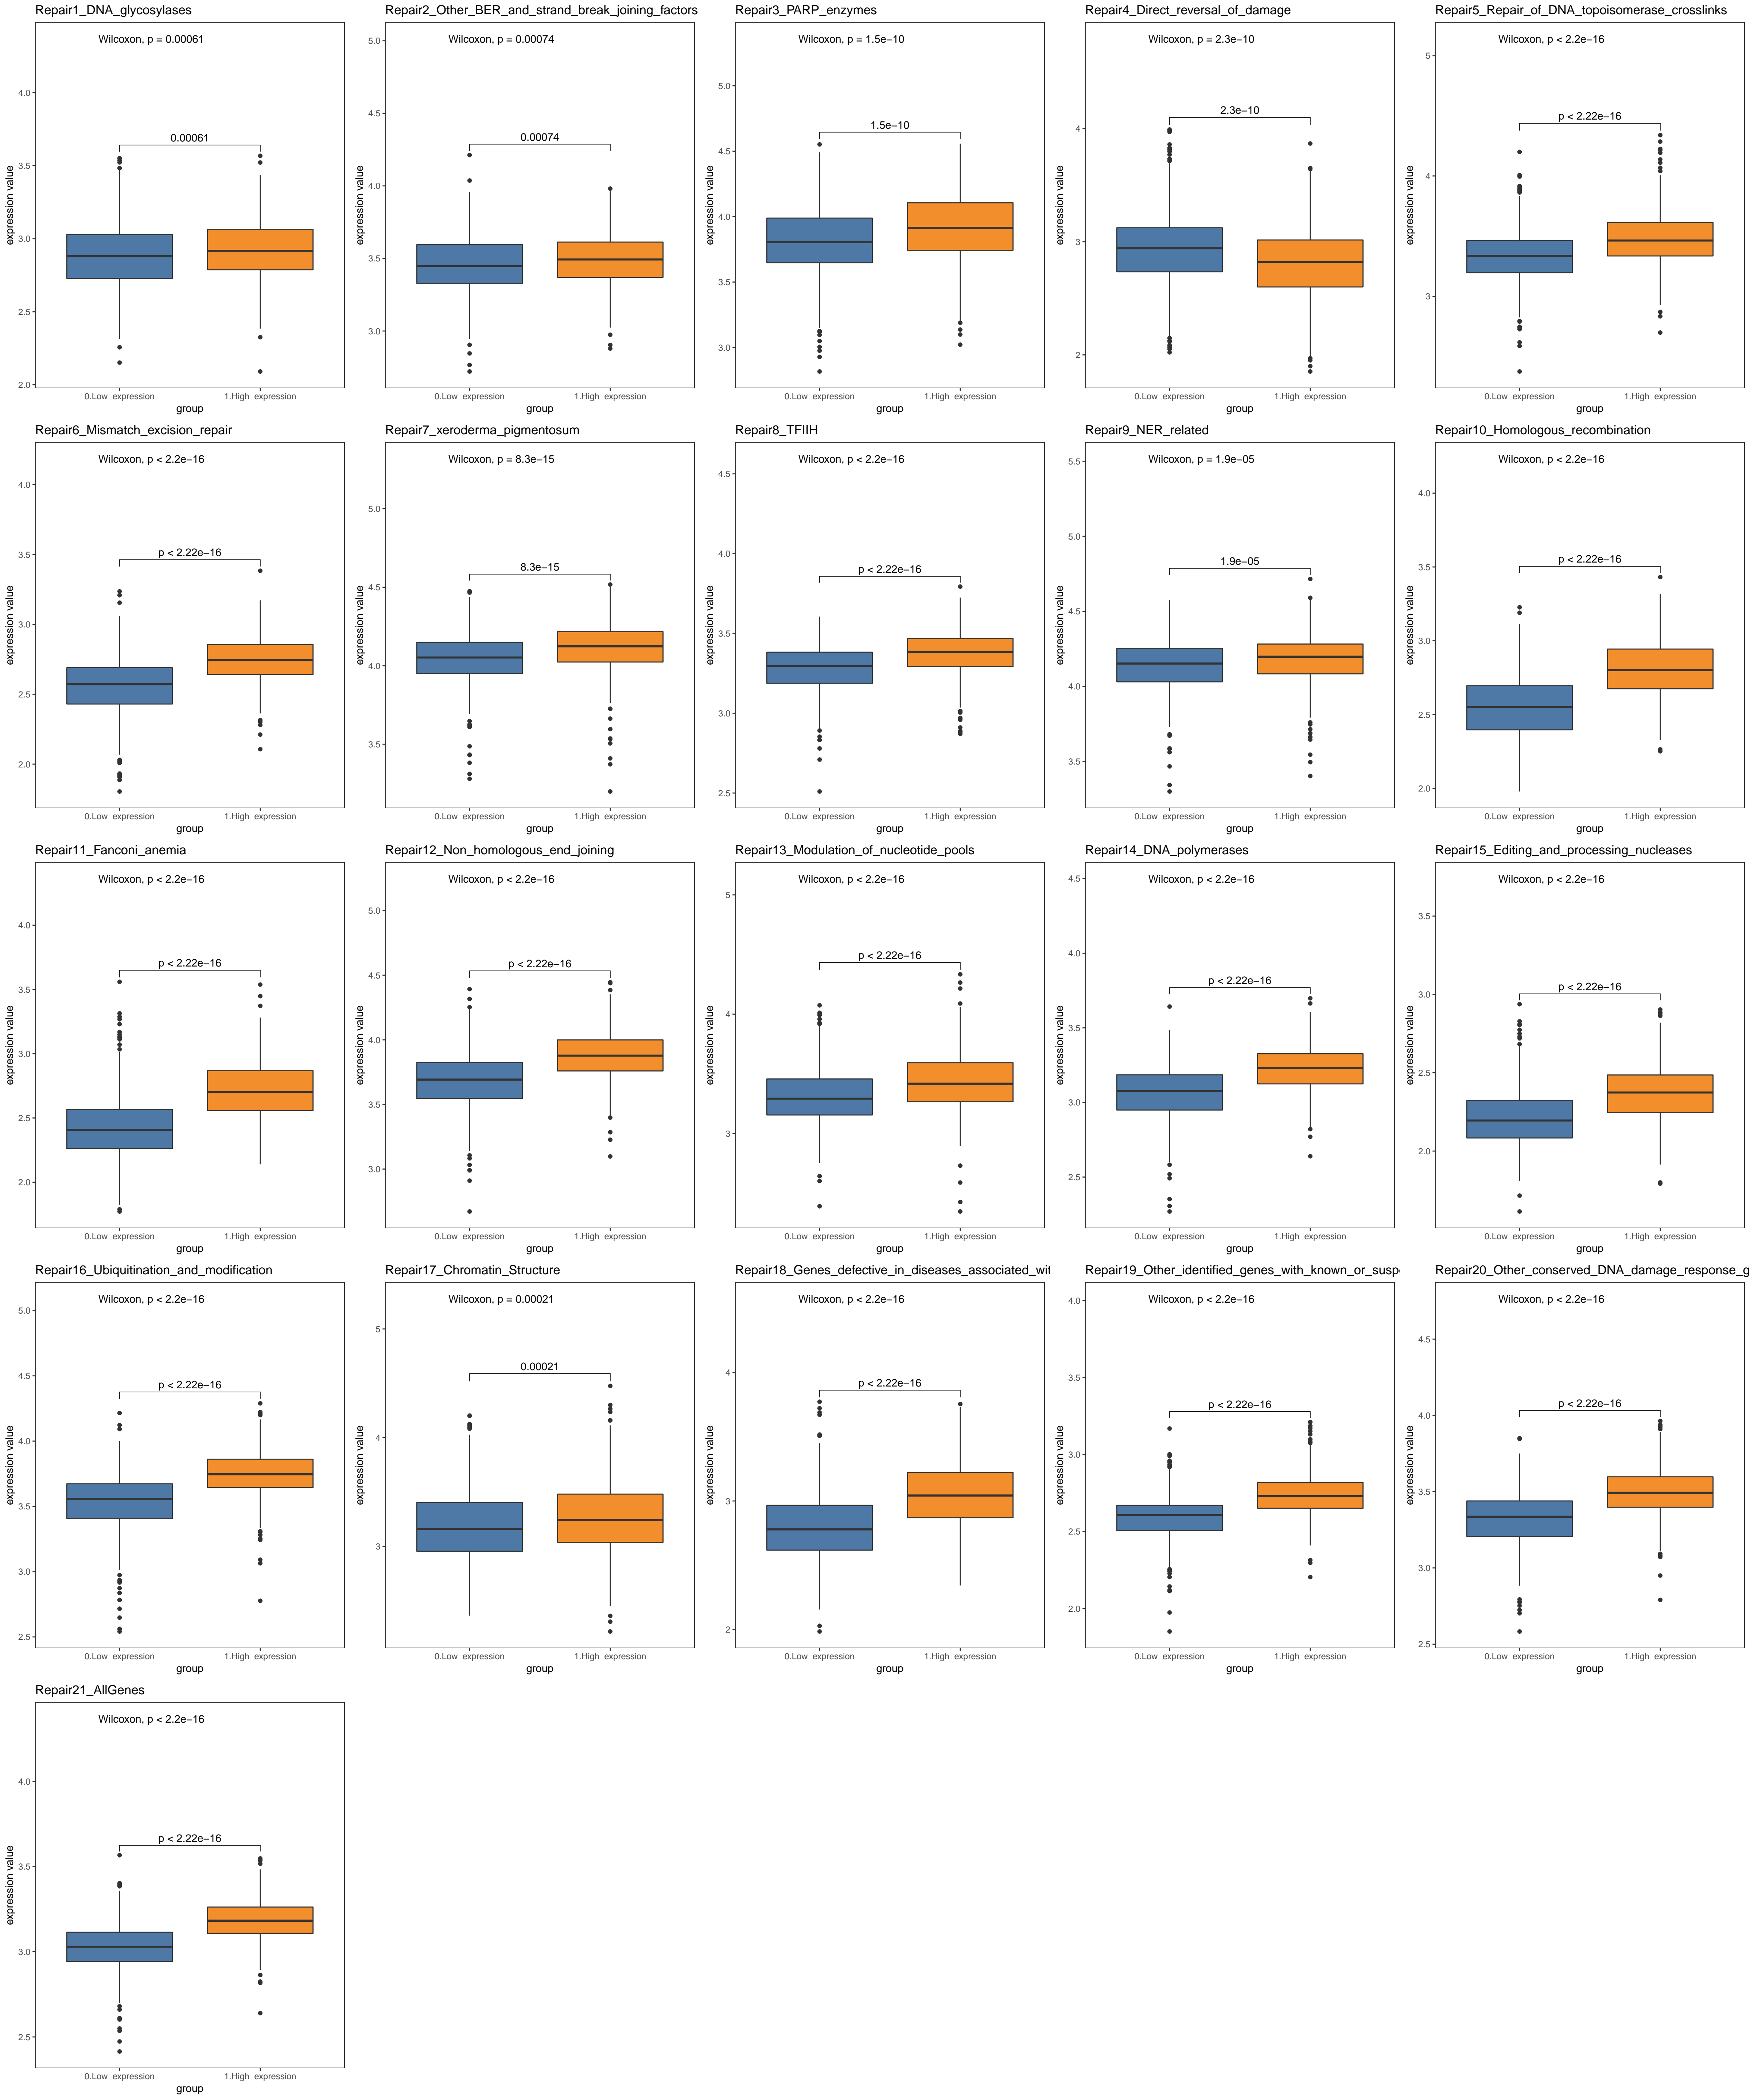 Repair1_DNA_glycosylases
Wilcoxon, p = 0.00061
0.00061
expression value
4.0
3.5
3.0
2.5
2.0
0.Low_expression 1.High_expression
group
Repair2_Other_BER_and_strand_break_joining_factors
Wilcoxon, p = 0.00074
0.00074
expression value
5.0
4.5
4.0
3.5
3.0
0.Low_expression 1.High_expression
group
Repair3_PARP_enzymes
Wilcoxon, p = 1.5e−10
1.5e−10
expression value
5.0
4.5
4.0
3.5
3.0
0.Low_expression 1.High_expression
group
Repair4_Direct_reversal_of_damage
Wilcoxon, p = 2.3e−10
2.3e−10
expression value
4
3
2
0.Low_expression 1.High_expression
group
Repair5_Repair_of_DNA_topoisomerase_crosslinks
Wilcoxon, p < 2.2e−16
p < 2.22e−16
expression value
5
4
3
0.Low_expression 1.High_expression
group
Repair6_Mismatch_excision_repair
Wilcoxon, p < 2.2e−16
p < 2.22e−16
expression value
4.0
3.5
3.0
2.5
2.0
0.Low_expression 1.High_expression
group
Repair7_xeroderma_pigmentosum
Wilcoxon, p = 8.3e−15
8.3e−15
expression value
5.0
4.5
4.0
3.5
0.Low_expression 1.High_expression
group
Repair8_TFIIH
Wilcoxon, p < 2.2e−16
p < 2.22e−16
expression value
4.5
4.0
3.5
3.0
2.5
0.Low_expression 1.High_expression
group
Repair9_NER_related
Wilcoxon, p = 1.9e−05
1.9e−05
expression value
5.5
5.0
4.5
4.0
3.5
0.Low_expression 1.High_expression
group
Repair10_Homologous_recombination
Wilcoxon, p < 2.2e−16
p < 2.22e−16
expression value
4.0
3.5
3.0
2.5
2.0
0.Low_expression 1.High_expression
group
Repair11_Fanconi_anemia
Wilcoxon, p < 2.2e−16
p < 2.22e−16
expression value
4.0
3.5
3.0
2.5
2.0
0.Low_expression 1.High_expression
group
Repair12_Non_homologous_end_joining
Wilcoxon, p < 2.2e−16
p < 2.22e−16
expression value
5.0
4.5
4.0
3.5
3.0
0.Low_expression 1.High_expression
group
Repair13_Modulation_of_nucleotide_pools
Wilcoxon, p < 2.2e−16
p < 2.22e−16
expression value
5
4
3
0.Low_expression 1.High_expression
group
Repair14_DNA_polymerases
Wilcoxon, p < 2.2e−16
p < 2.22e−16
expression value
4.5
4.0
3.5
3.0
2.5
0.Low_expression 1.High_expression
group
Repair15_Editing_and_processing_nucleases
Wilcoxon, p < 2.2e−16
p < 2.22e−16
expression value
3.5
3.0
2.5
2.0
0.Low_expression 1.High_expression
group
Repair16_Ubiquitination_and_modification
Wilcoxon, p < 2.2e−16
p < 2.22e−16
expression value
5.0
4.5
4.0
3.5
3.0
2.5
0.Low_expression 1.High_expression
group
Repair17_Chromatin_Structure
Wilcoxon, p = 0.00021
0.00021
expression value
5
4
3
0.Low_expression 1.High_expression
group
Repair18_Genes_defective_in_diseases_associated_wit
Wilcoxon, p < 2.2e−16
p < 2.22e−16
expression value
4
3
2
0.Low_expression 1.High_expression
group
Repair19_Other_identified_genes_with_known_or_susp
Wilcoxon, p < 2.2e−16
p < 2.22e−16
expression value
4.0
3.5
3.0
2.5
2.0
0.Low_expression 1.High_expression
group
Repair20_Other_conserved_DNA_damage_response_g
Wilcoxon, p < 2.2e−16
p < 2.22e−16
expression value
4.5
4.0
3.5
3.0
2.5
0.Low_expression 1.High_expression
group
Repair21_AllGenes
Wilcoxon, p < 2.2e−16
p < 2.22e−16
expression value
4.0
3.5
3.0
2.5
0.Low_expression 1.High_expression
group